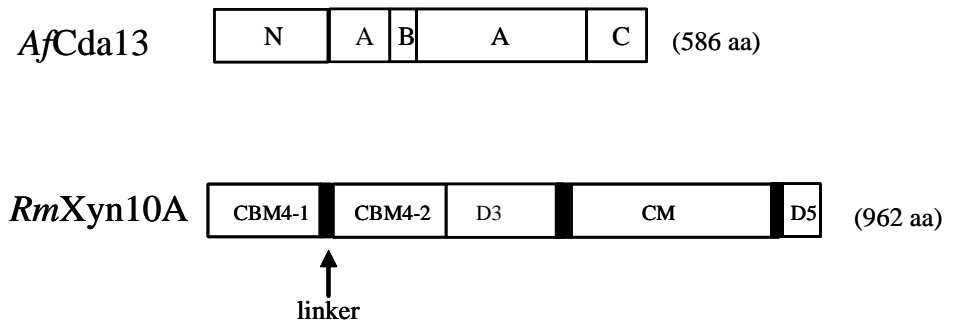 AfCda13 N A B A C (586 aa)
RmXyn10A CBM4-1 CBM4-2 D3 CM D5 (962 aa)
linker